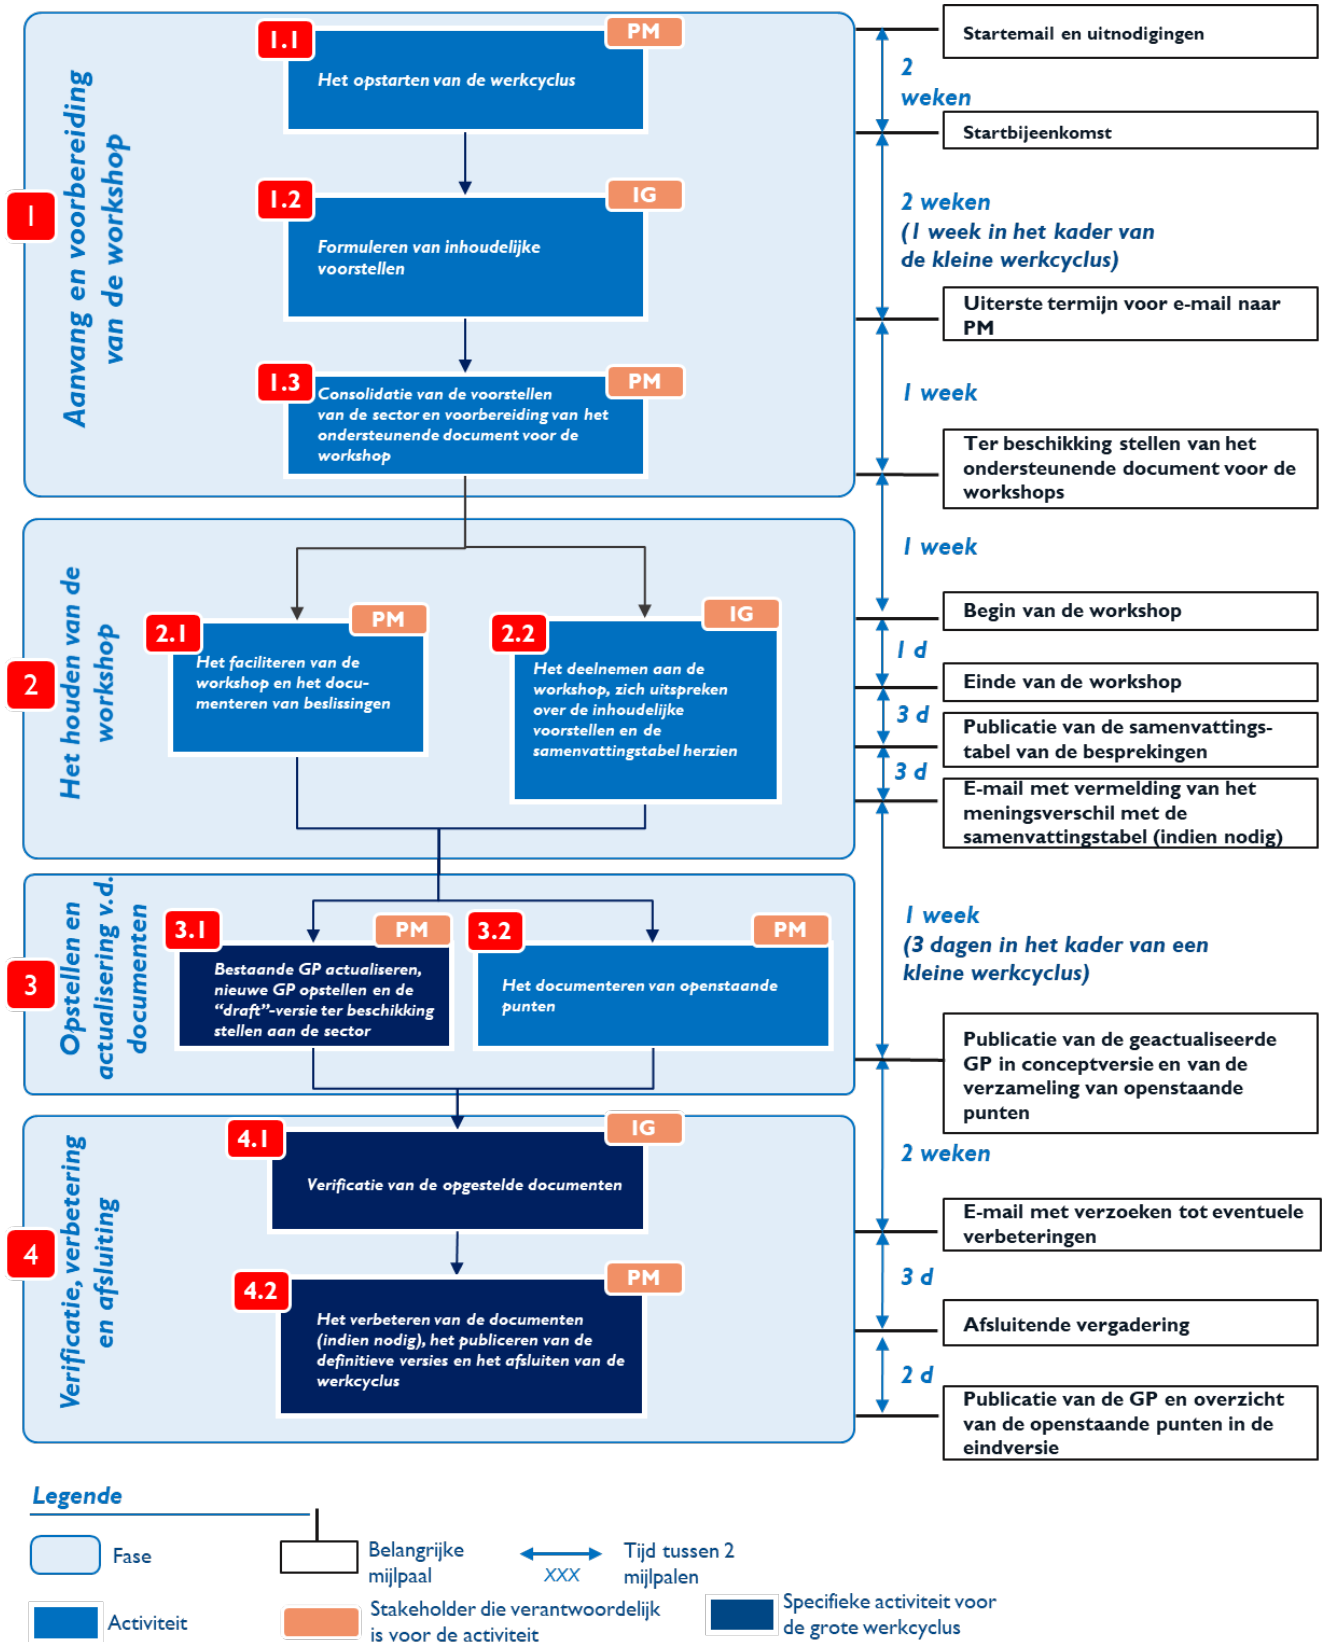 1
Aanvang en voorbereiding
van de workshop
1.1
PM
Het opstarten van de werkcyclus
1.2
IG
Formuleren van inhoudelijke
voorstellen
1.3
PM
Consolidatie van de voorstellen
van de sector en voorbereiding van het
ondersteunende document voor de
workshop
Startemail en uitnodigingen
2
weken
Startbijeenkomst
2 weken
(1 week in het kader van
de kleine werkcyclus)
Uiterste termijn voor e-mail naar
PM
1 week
Ter beschikking stellen van het
ondersteunende document voor de
workshops
1 week
2
Het houden van de
workshop
2.1
PM
Het faciliteren van de
workshop en het docu-
menteren van beslissingen
2.2
IG
Het deelnemen aan de
workshop, zich uitspreken
over de inhoudelijke
voorstellen en de
samenvattingstabel herzien
Begin van de workshop
1 d
Einde van de workshop
3 d
Publicatie van de samenvattings-
tabel van de besprekingen
3 d
E-mail met vermelding van het
meningsverschil met de
samenvattingstabel (indien nodig)
3
Opstellen en
actualisering v.d.
documenten
3.1
PM
Bestaande GP actualiseren,
nieuwe GP opstellen en de
“draft”-versie ter beschikking
stellen aan de sector
3.2
PM
Het documenteren van openstaande
punten
1 week
(3 dagen in het kader van een
kleine werkcyclus)
Publicatie van de geactualiseerde
GP in conceptversie en van de
verzameling van openstaande
punten
4
Verificatie, verbetering
en afsluiting
4.1
IG
Verificatie van de opgestelde documenten
4.2
PM
Het verbeteren van de documenten
(indien nodig), het publiceren van de
definitieve versies en het afsluiten van de
werkcyclus
2 weken
E-mail met verzoeken tot eventuele
verbeteringen
3 d
Afsluitende vergadering
2 d
Publicatie van de GP en overzicht
van de openstaande punten in de
eindversie
Legende
Fase
Belangrijke
mijlpaal
XXX
Tijd tussen 2
mijlpalen
Activiteit
Stakeholder die verantwoordelijk
is voor de activiteit
Specifieke activiteit voor
de grote werkcyclus